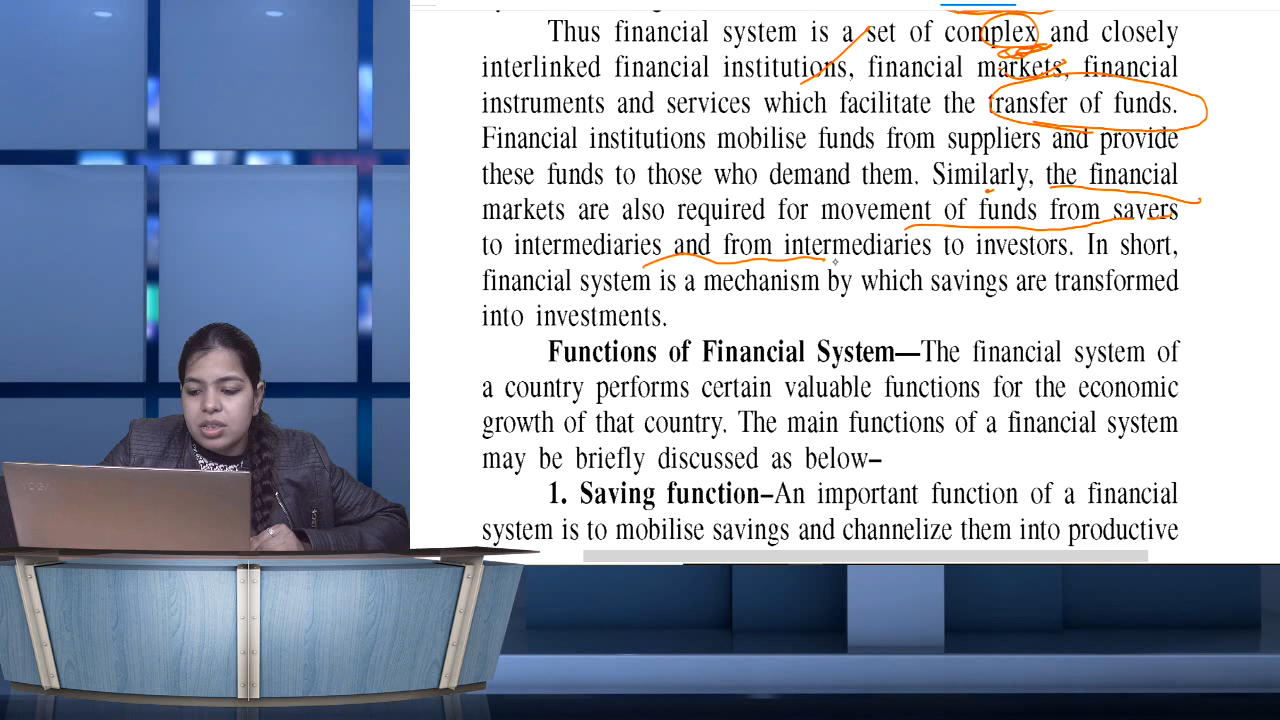 Thus financial system is a set of complex and closely
interlinked financial institutions, financial markets, financial
instruments and services which facilitate the transfer of funds.
Financial institutions mobilise funds from suppliers and provide
these funds to those who demand them. Similarly, the financial
markets are also required for movement of funds from savers
to intermediaries and from intermediaries to investors. In short,
financial system is a mechanism by which savings are transformed
into investments.
Functions of Financial System—The financial system of
a country performs certain valuable functions for the economic
growth of that country. The main functions of a financial system
may be briefly discussed as below–
1. Saving function–An important function of a financial
system is to mobilise savings and channelize them into productive
YOGA